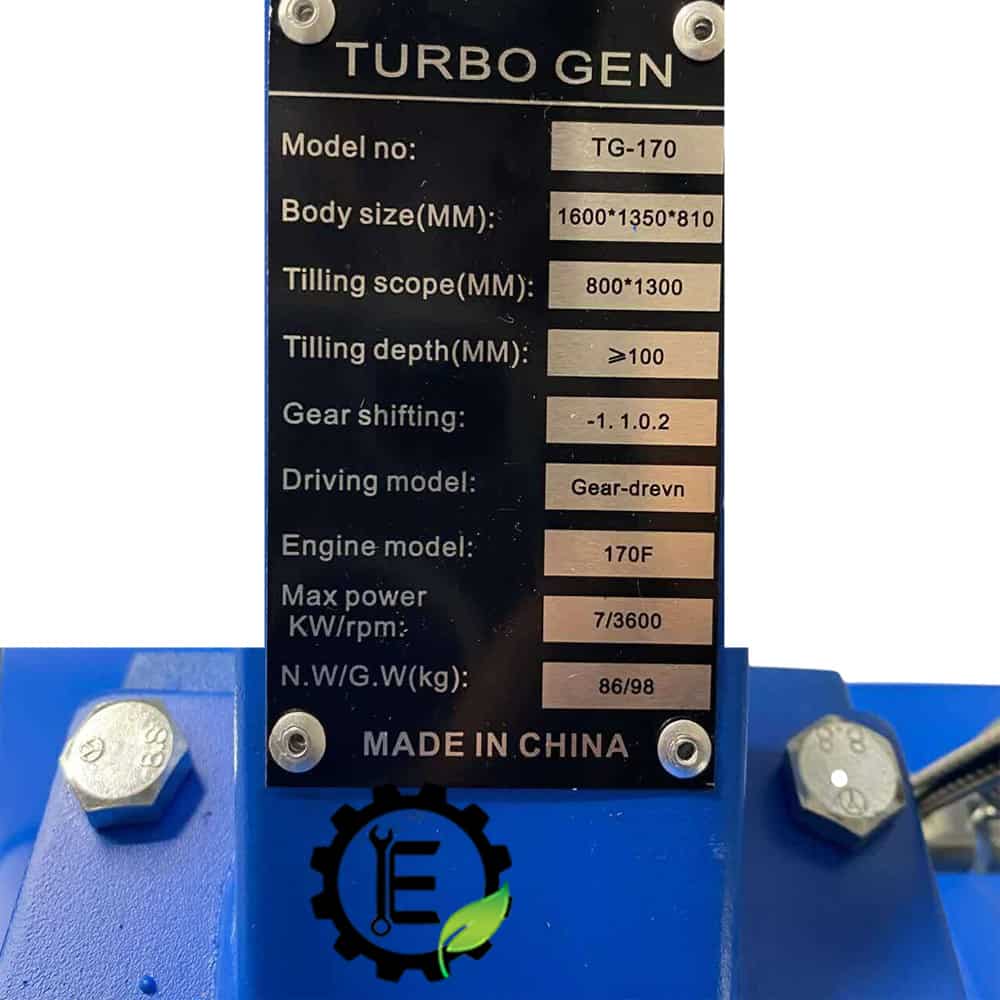 TURBO GEN
Model no: TG-170
Body size(MM): 1600*1350*810
Tilling scope(MM): 800*1300
Tilling depth(MM): ⩾100
Gear shifting: -1. 1.0.2
Driving model: Gear-drevn
Engine model: 170F
Max power
KW/rpm: 7/3600
N.W/G.W(kg): 86/98
MADE IN CHINA
8.8
8.8
E